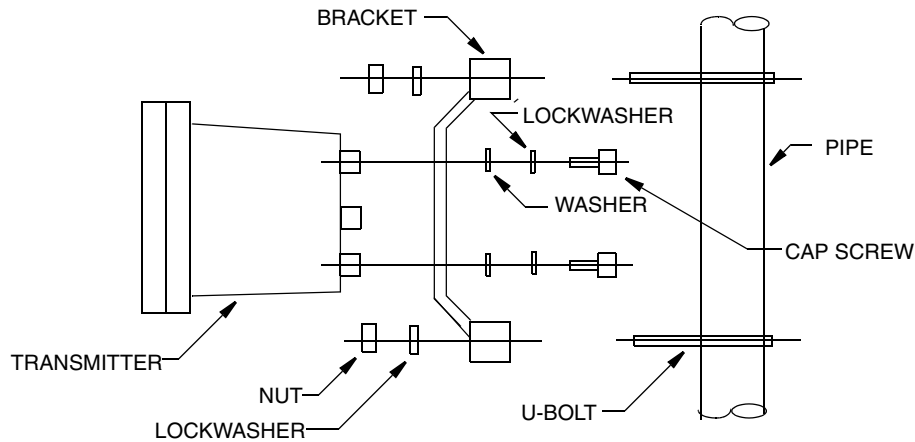 BRACKET
LOCKWASHER
PIPE
WASHER
CAP SCREW
TRANSMITTER
NUT
U-BOLT
LOCKWASHER